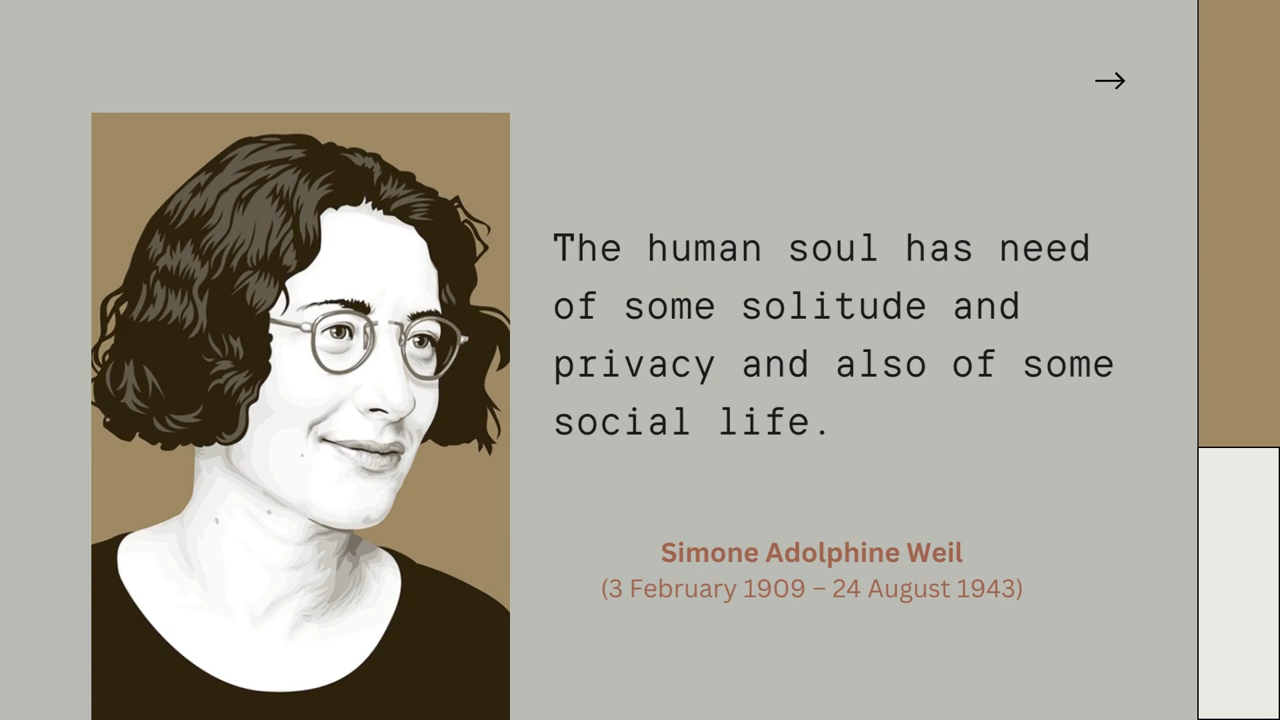 The human soul has need
of some solitude and
privacy and also of some
social life.
Simone Adolphine Weil
(3 February 1909 – 24 August 1943)